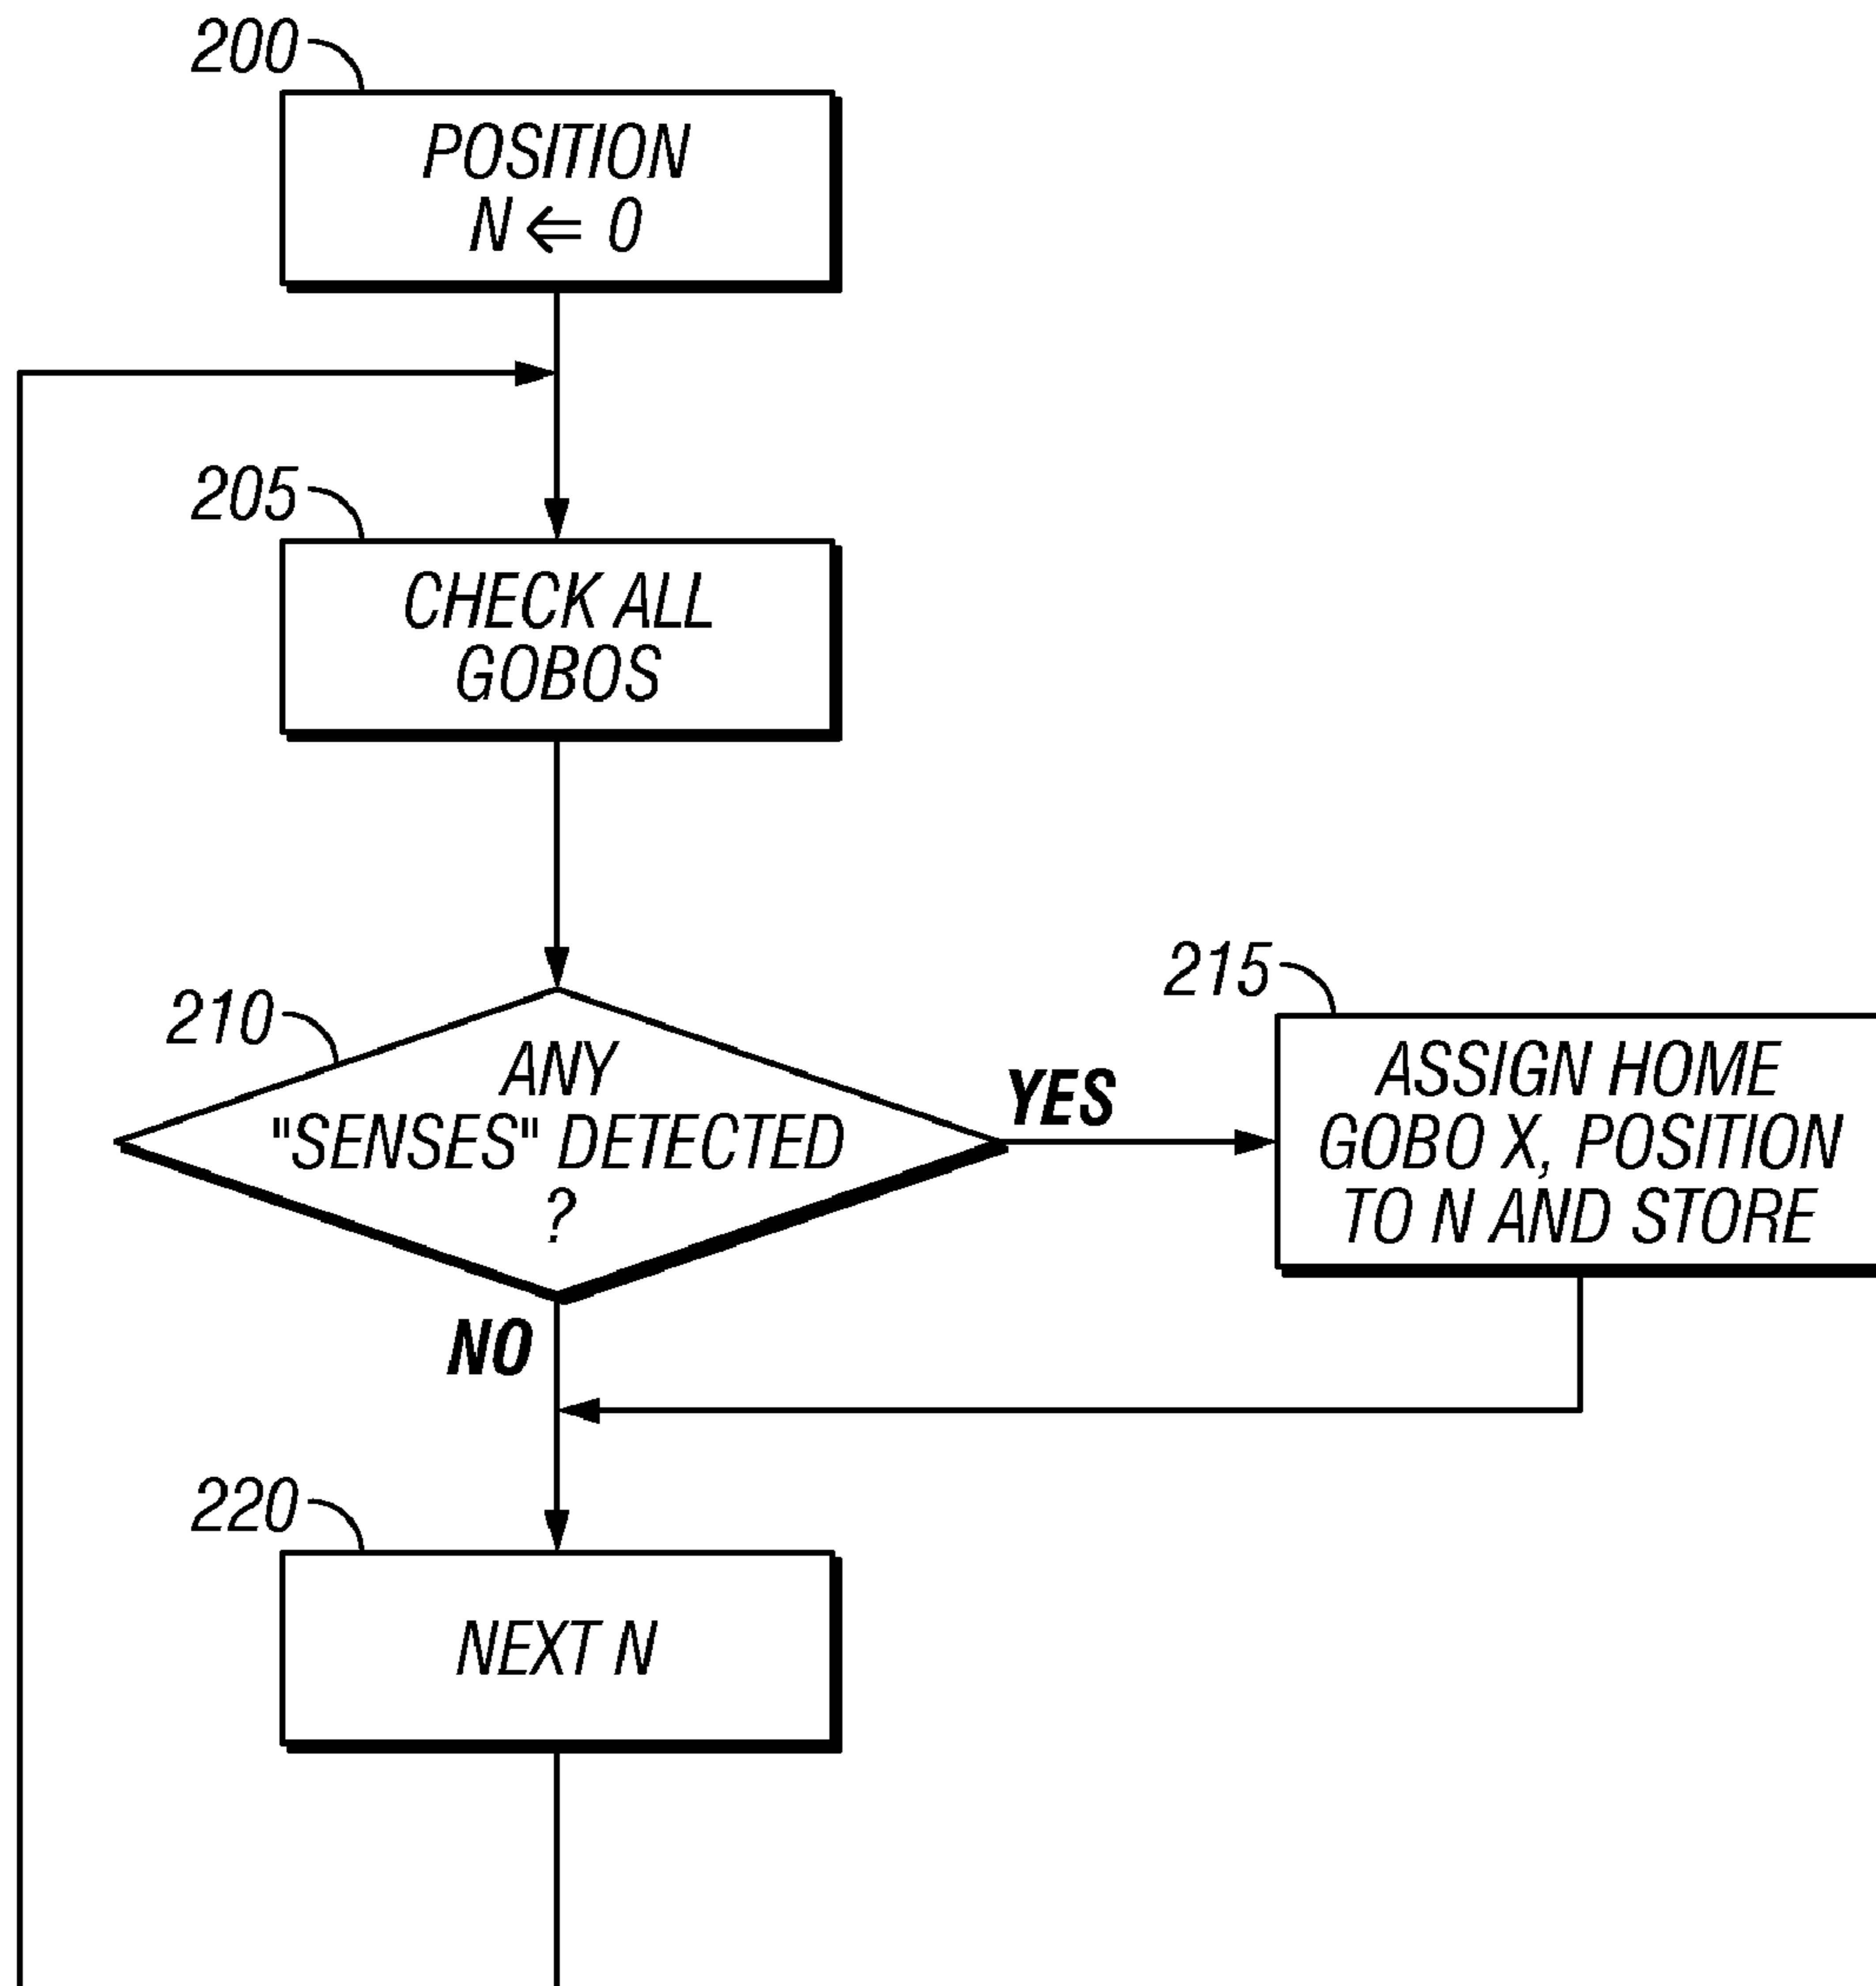 200
POSITION
N ⇐ 0
205
CHECK ALL
GOBOS
210
ANY
"SENSES" DETECTED
?
YES
215
ASSIGN HOME
GOBO X, POSITION
TO N AND STORE
NO
220
NEXT N